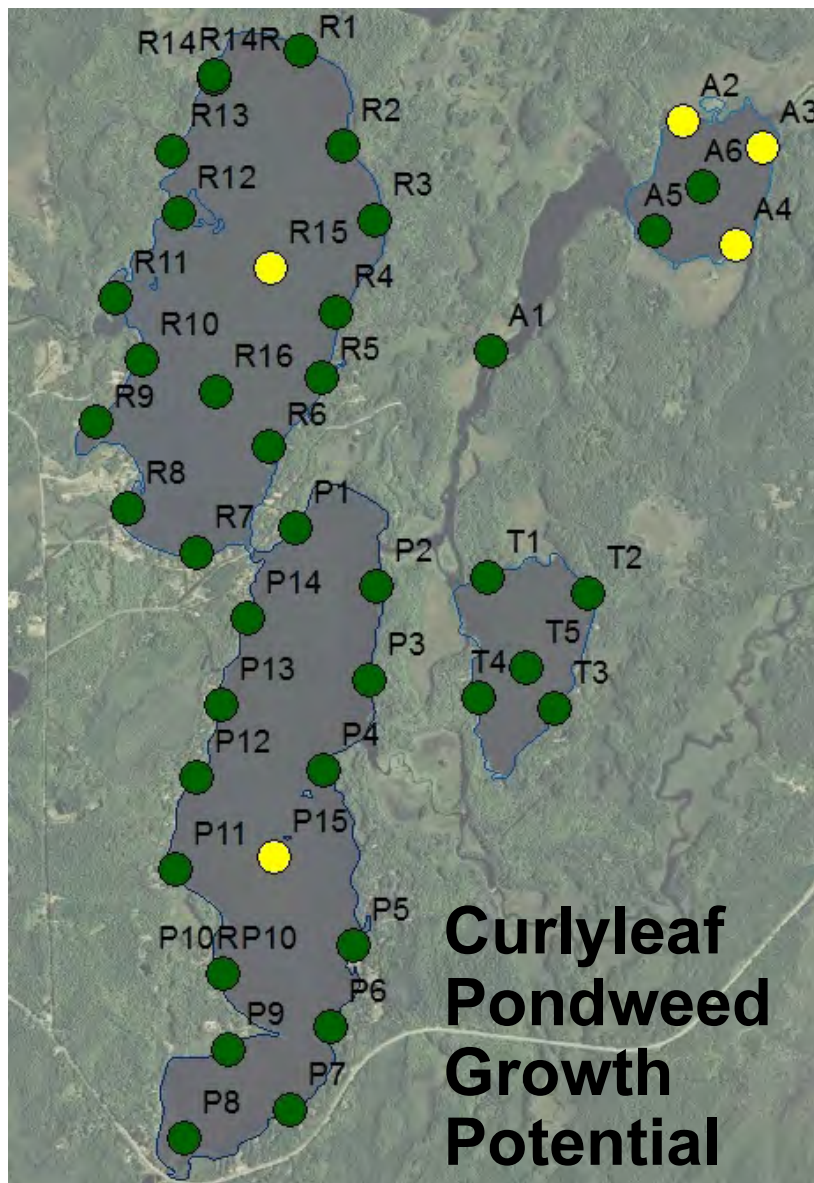 R1
R14R14R
R13
R2
R12
R3
R15
R11
R4
R10
R16
R5
R9
R6
R8
R7
A2
A3
A6
A5
A4
A1
P1
P2
P14
P3
P13
P4
P12
P15
P11
P5
P10RP10
P6
P9
P7
P8
T1
T2
T5
T4
T3
Curlyleaf
Pondweed
Growth
Potential